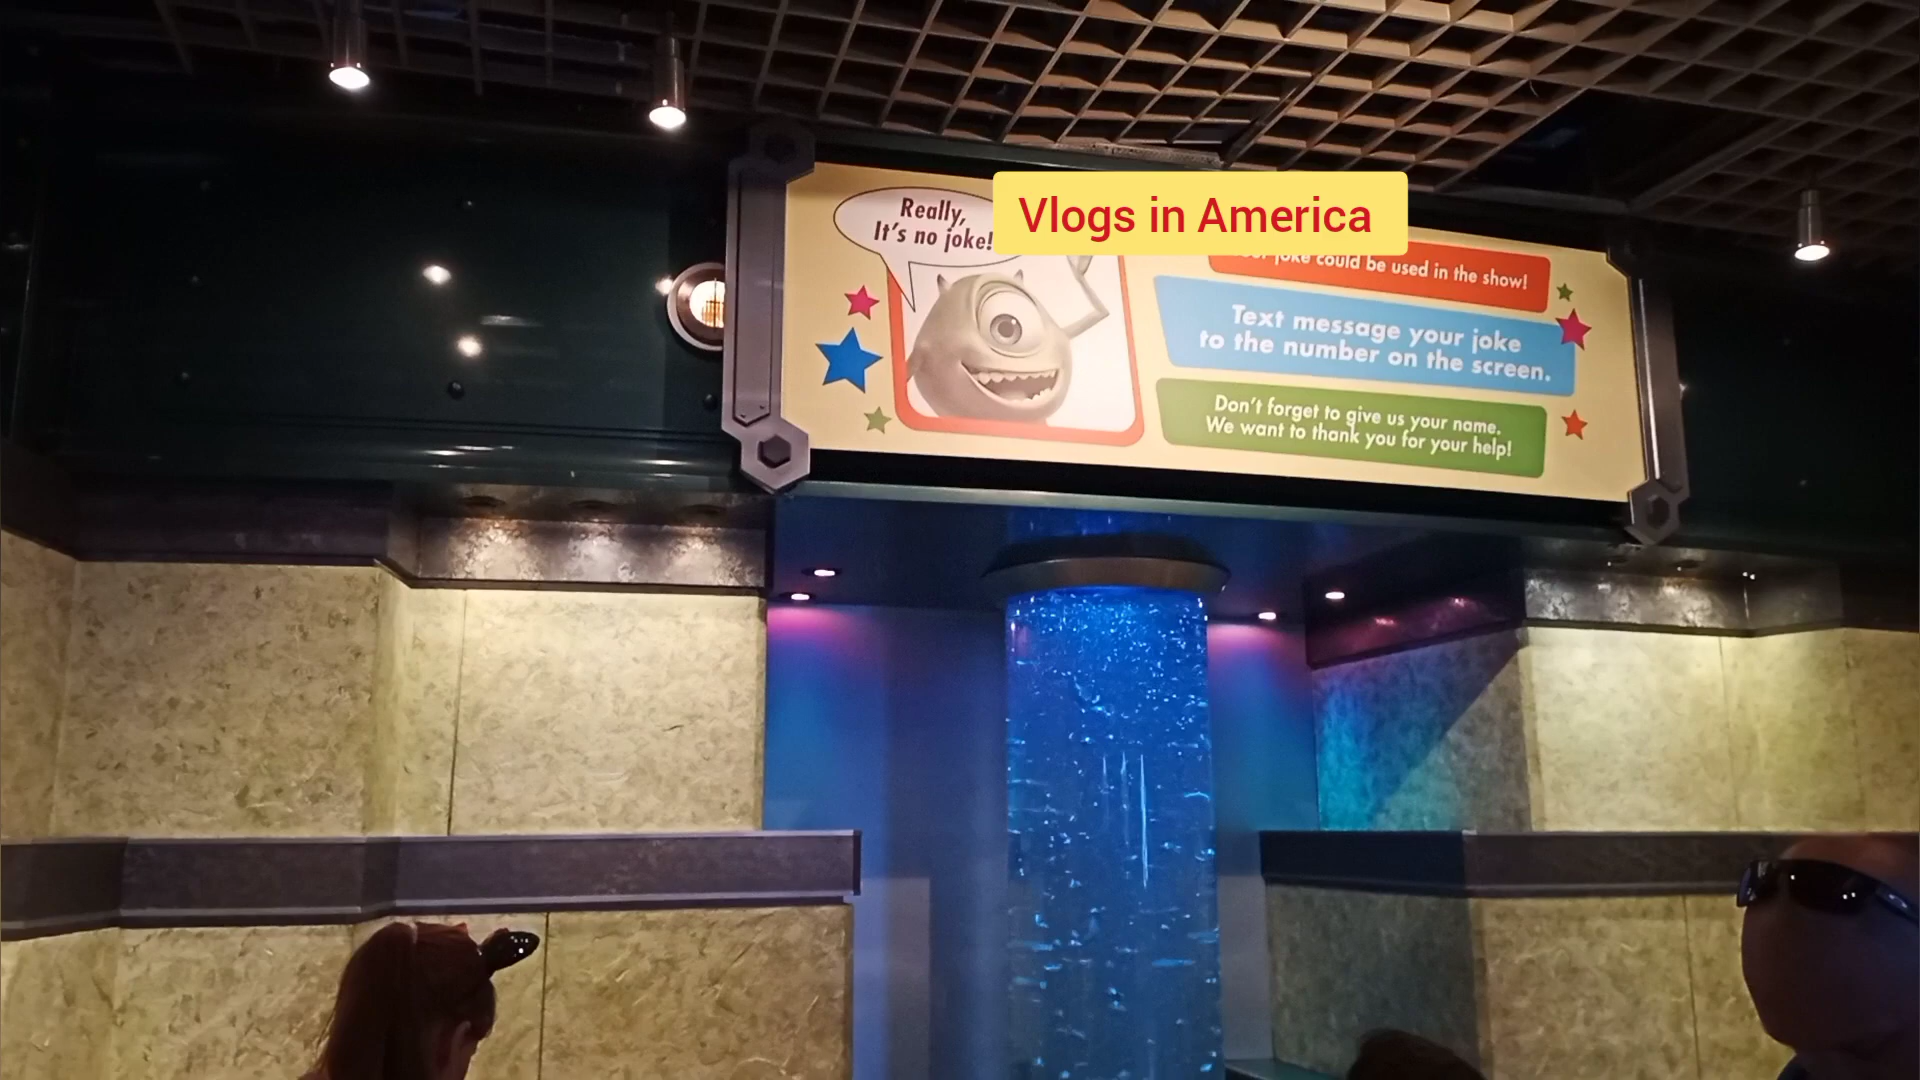 Vlogs in America
Really,
It's no joke!
joke could be used in the show!
Text message your joke
to the number on the screen.
Don't forget to give us your name.
We want to thank you for your help!